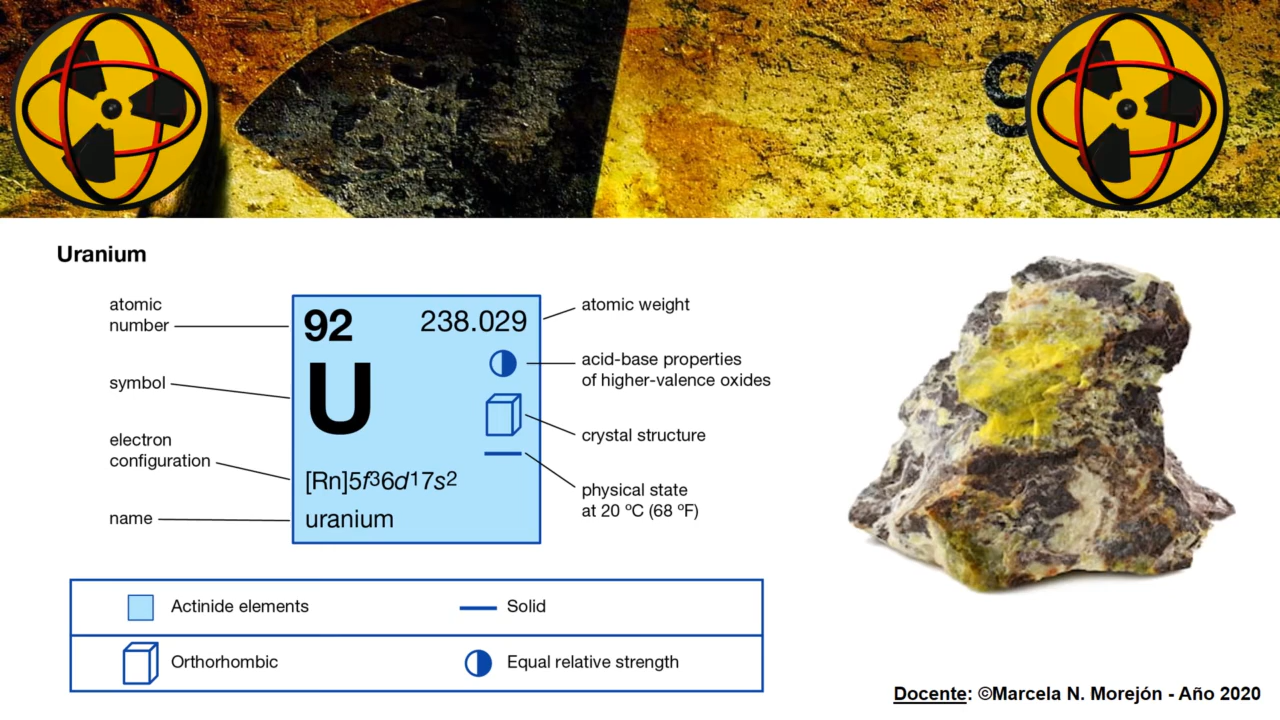 9
Uranium
atomic
number
symbol
electron
configuration
name
92
238.029
U
[Rn]5f³6d¹7s²
uranium
atomic weight
acid-base properties
of higher-valence oxides
crystal structure
physical state
at 20 ºC (68 ºF)
Actinide elements
Solid
Orthorhombic
Equal relative strength
Docente: ©Marcela N. Morejón - Año 2020